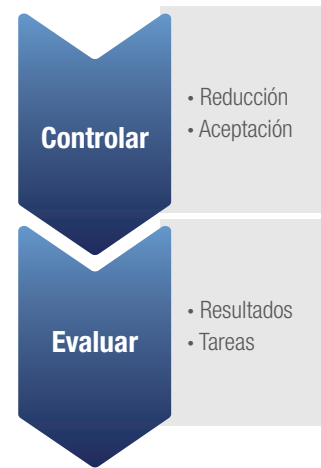 Controlar
• Reducción
• Aceptación
Evaluar
• Resultados
• Tareas